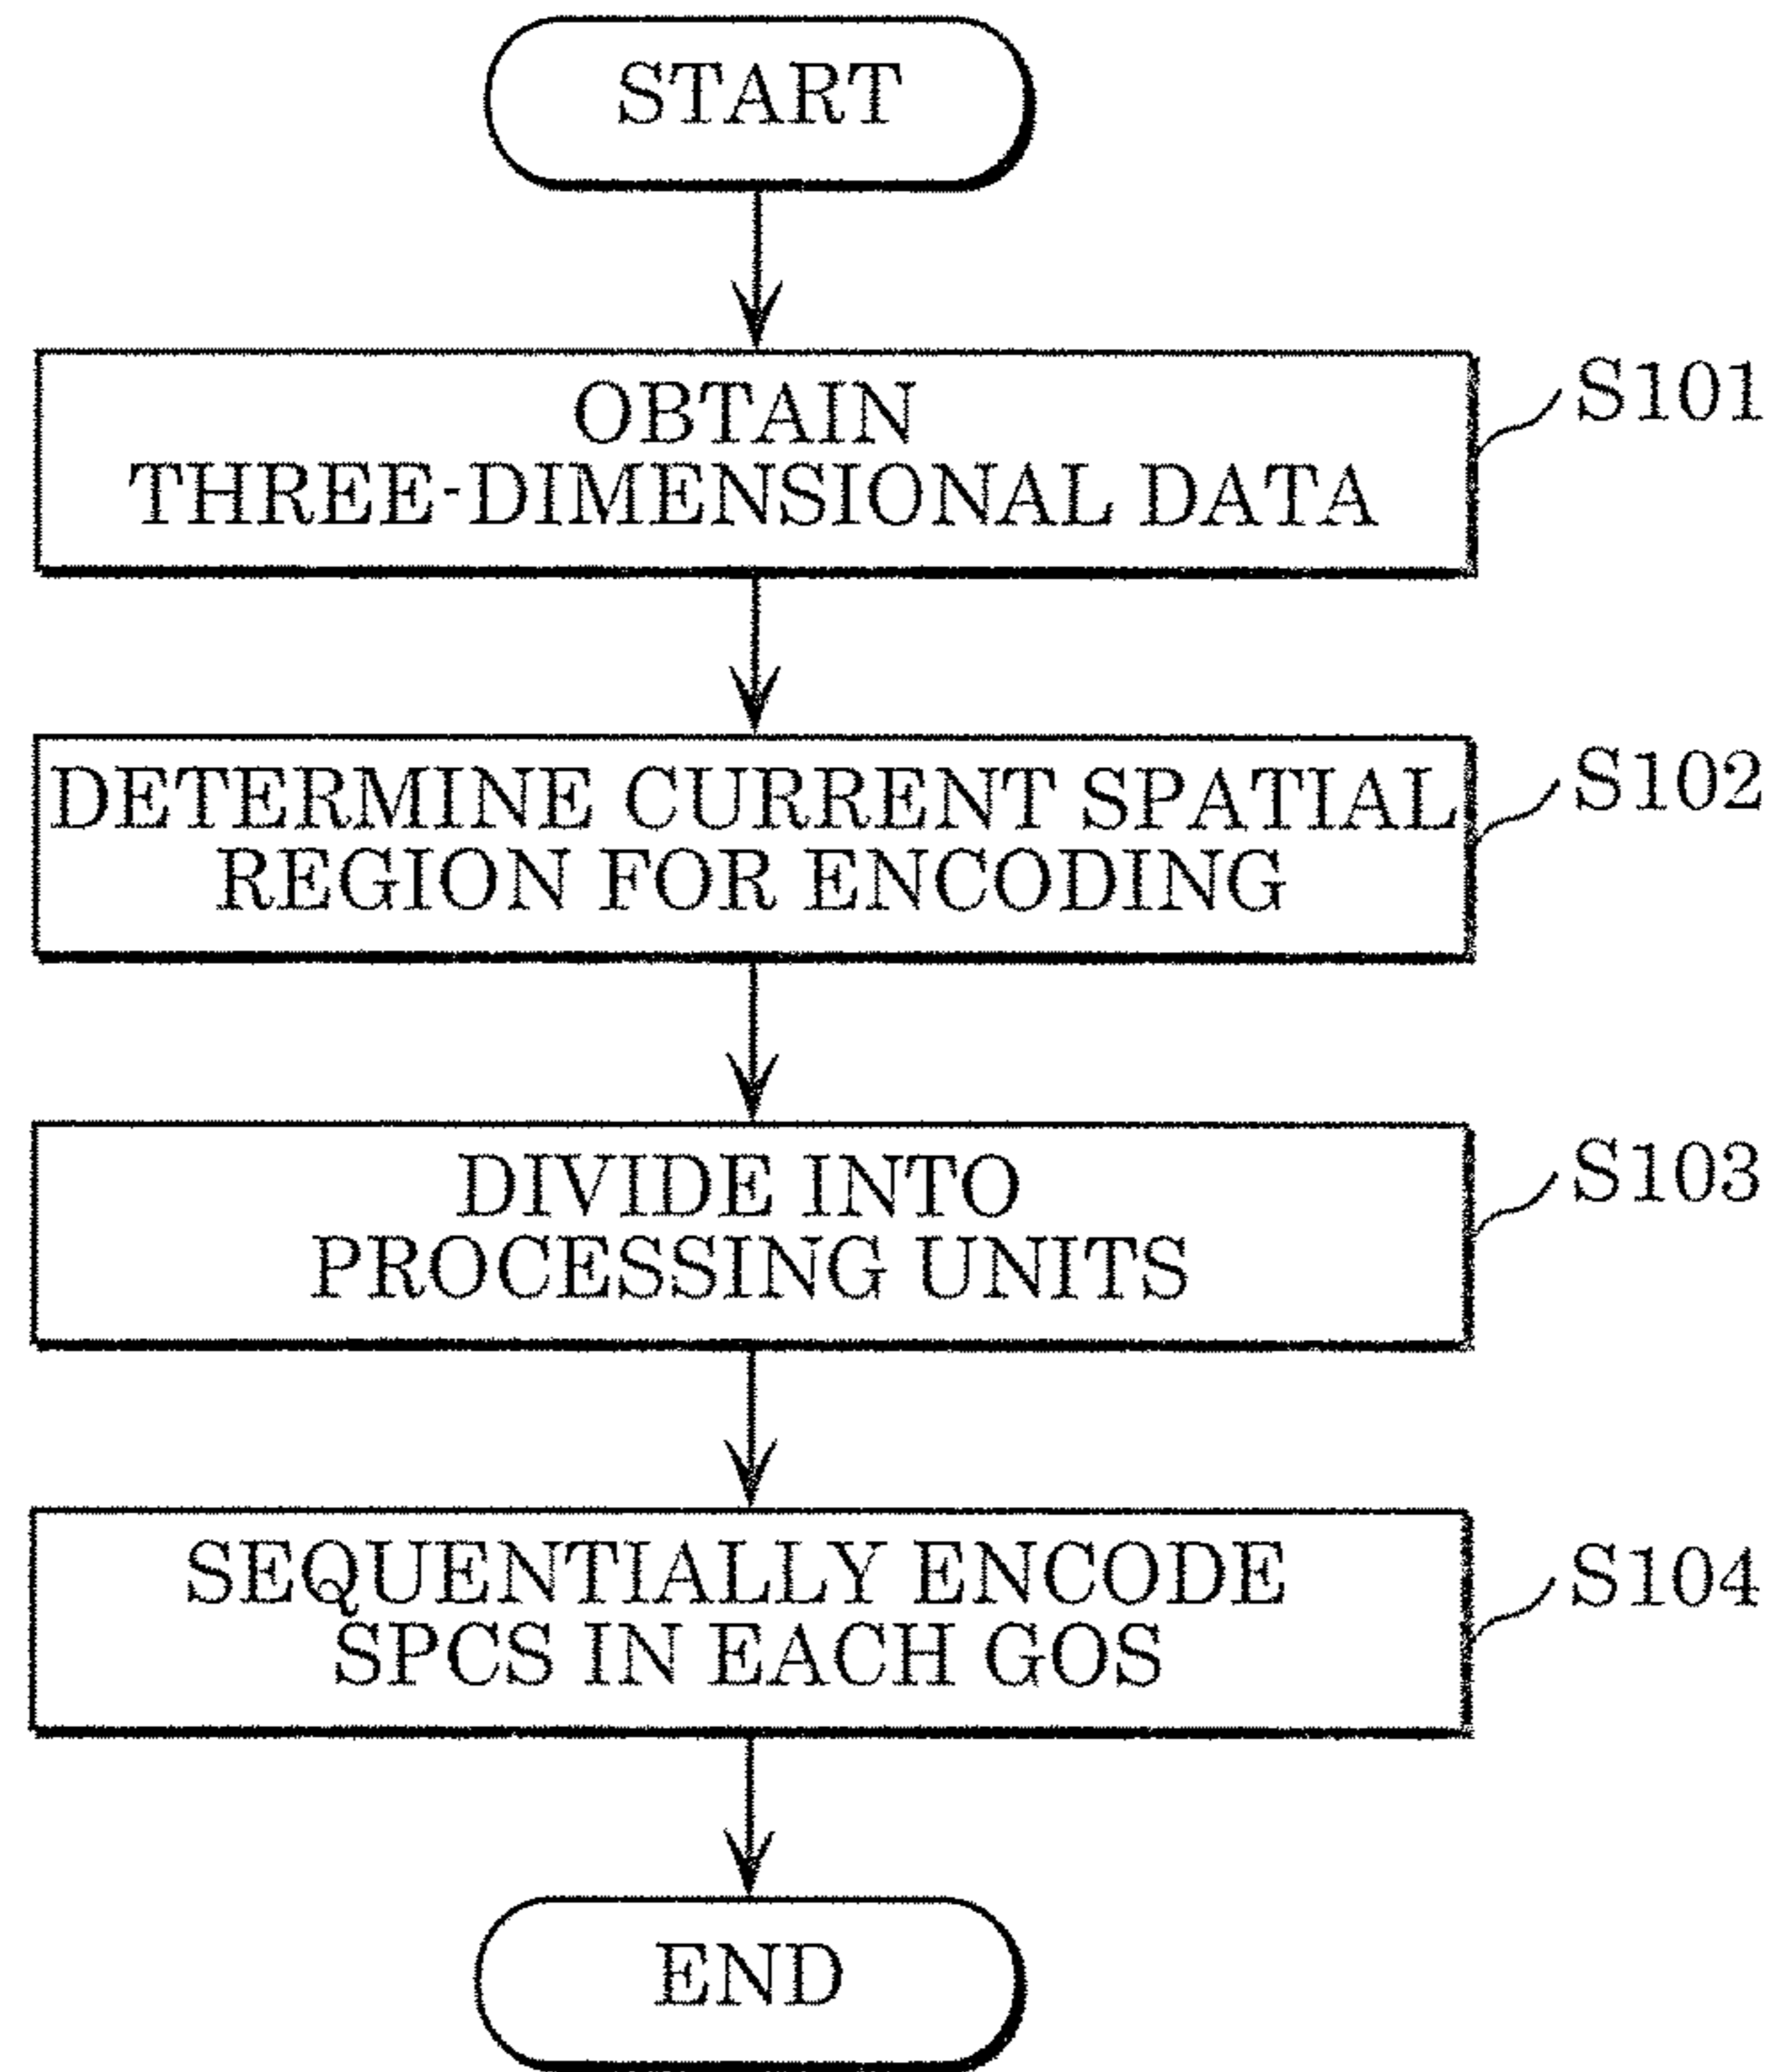 START
OBTAIN
THREE-DIMENSIONAL DATA
S101
DETERMINE CURRENT SPATIAL
REGION FOR ENCODING
S102
DIVIDE INTO
PROCESSING UNITS
S103
SEQUENTIALLY ENCODE
SPCS IN EACH GOS
S104
END